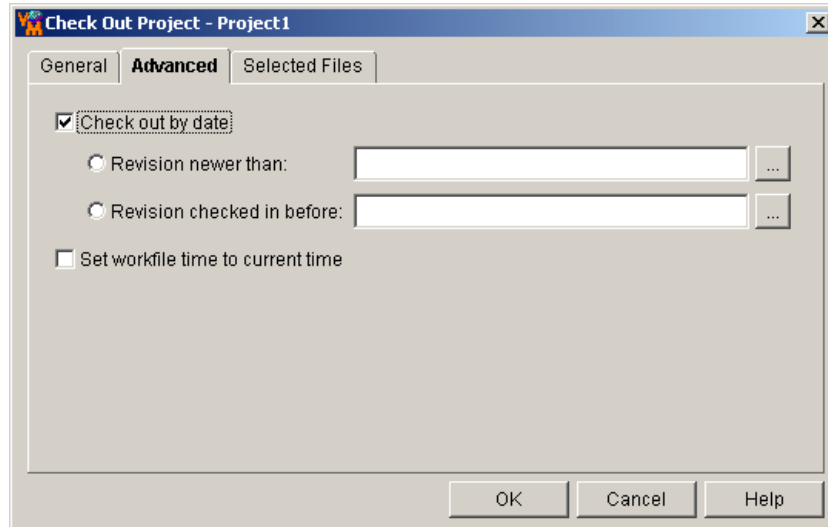 VM Check Out Project - Project1
General Advanced Selected Files
Check out by date
Revision newer than: ...
Revision checked in before: ...
Set workfile time to current time
OK Cancel Help